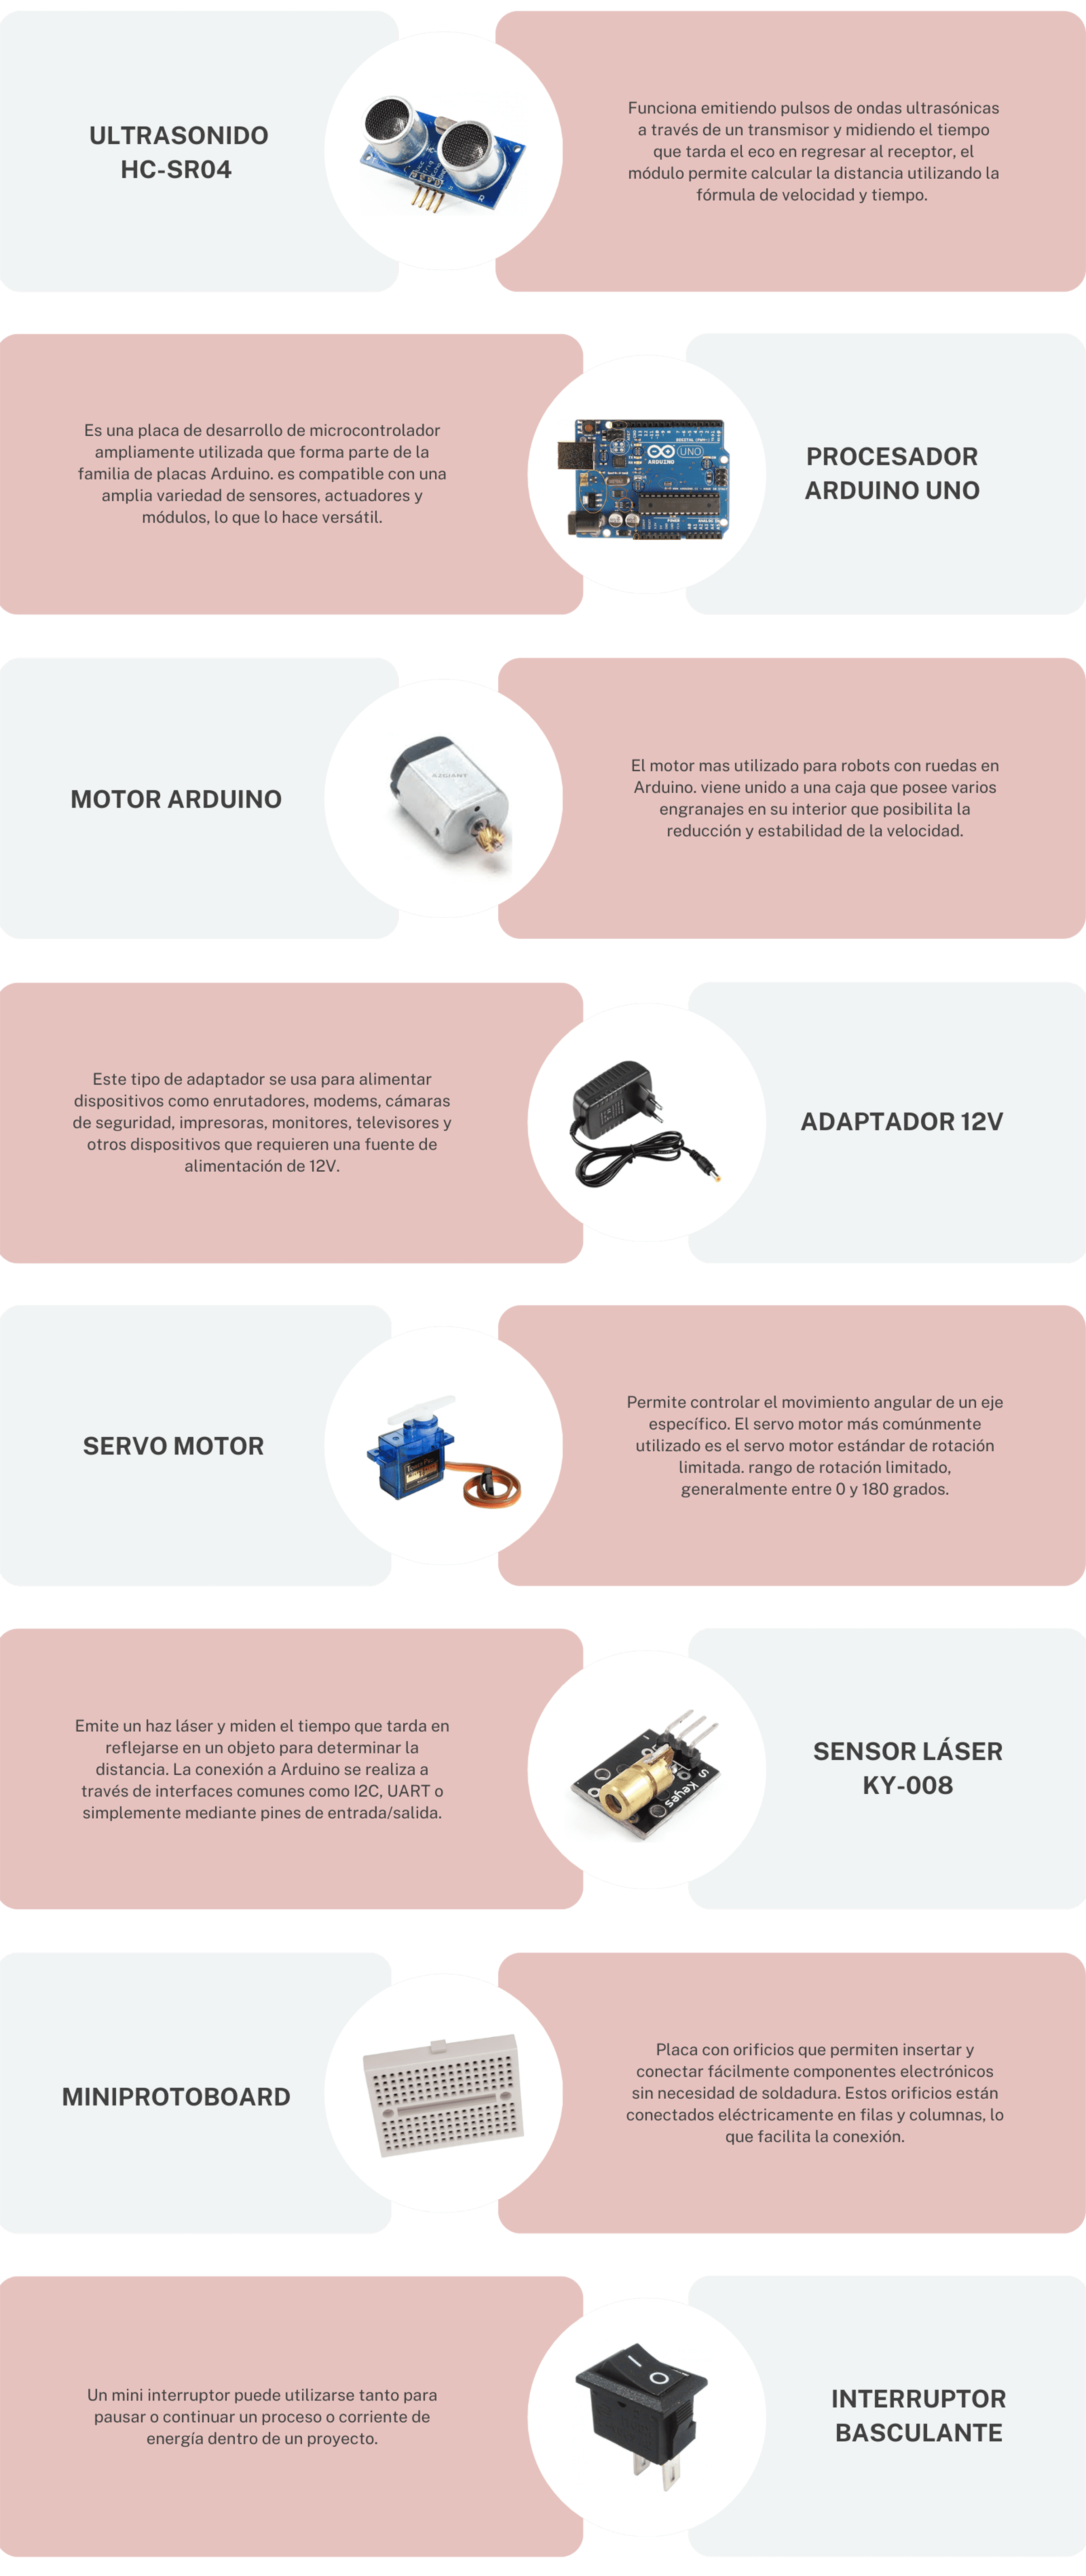 ULTRASONIDO
HC-SR04
Funciona emitiendo pulsos de ondas ultrasónicas
a través de un transmisor y midiendo el tiempo
que tarda el eco en regresar al receptor, el
módulo permite calcular la distancia utilizando la
fórmula de velocidad y tiempo.
Es una placa de desarrollo de microcontrolador
ampliamente utilizada que forma parte de la
familia de placas Arduino. es compatible con una
amplia variedad de sensores, actuadores y
módulos, lo que lo hace versátil.
UNO
ARDUINO
PROCESADOR
ARDUINO UNO
MOTOR ARDUINO
AZGIANT
El motor mas utilizado para robots con ruedas en
Arduino. viene unido a una caja que posee varios
engranajes en su interior que posibilita la
reducción y estabilidad de la velocidad.
Este tipo de adaptador se usa para alimentar
dispositivos como enrutadores, modems, cámaras
de seguridad, impresoras, monitores, televisores y
otros dispositivos que requieren una fuente de
alimentación de 12V.
ADAPTADOR 12V
SERVO MOTOR
Permite controlar el movimiento angular de un eje
específico. El servo motor más comúnmente
utilizado es el servo motor estándar de rotación
limitada. rango de rotación limitado,
generalmente entre 0 y 180 grados.
Emite un haz láser y miden el tiempo que tarda en
reflejarse en un objeto para determinar la
distancia. La conexión a Arduino se realiza a
través de interfaces comunes como I2C, UART o
simplemente mediante pines de entrada/salida.
S
Keyes
SENSOR LÁSER
KY-008
MINIPROTOBOARD
Placa con orificios que permiten insertar y
conectar fácilmente componentes electrónicos
sin necesidad de soldadura. Estos orificios están
conectados eléctricamente en filas y columnas, lo
que facilita la conexión.
Un mini interruptor puede utilizarse tanto para
pausar o continuar un proceso o corriente de
energía dentro de un proyecto.
INTERRUPTOR
BASCULANTE